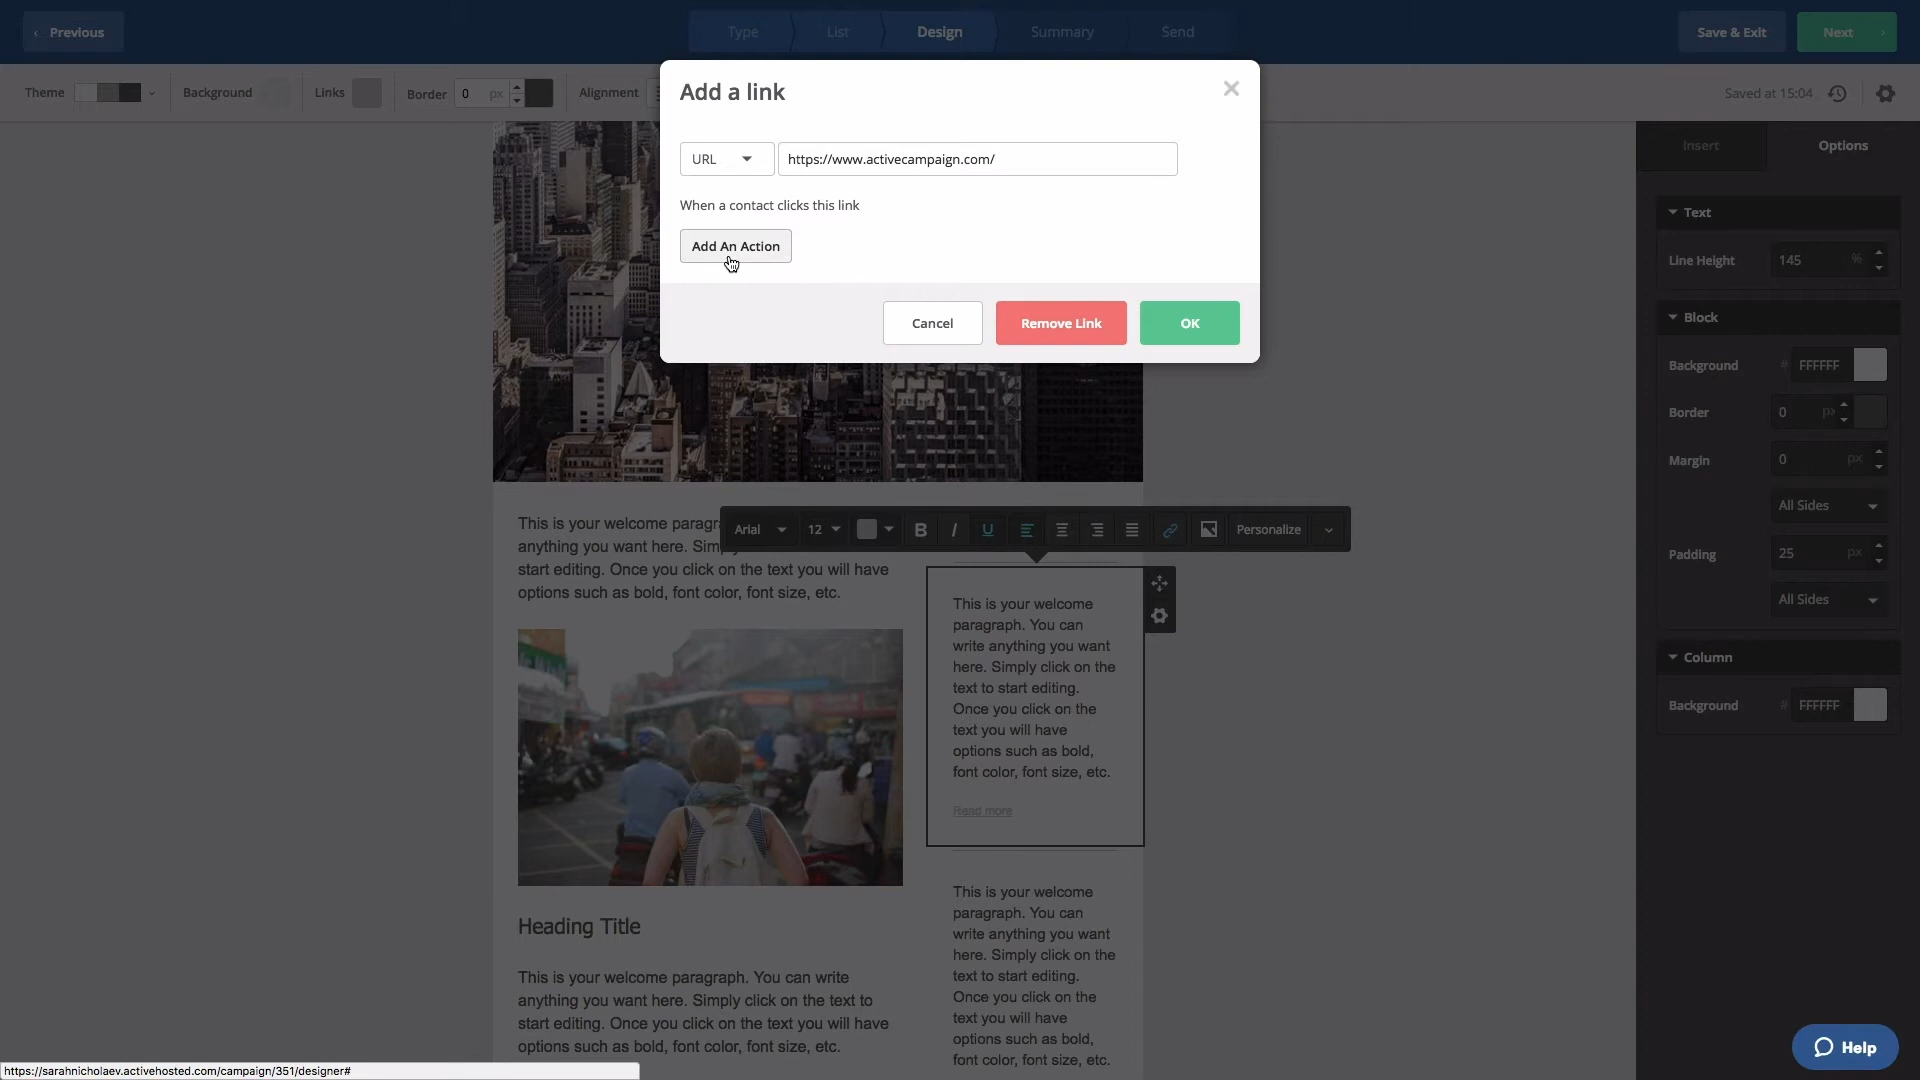 Previous
Type
List
Design
Summary
Send
Save & Exit
Next
Theme
Background
Links
Border
0
px
Alignment
Saved at 15:04
Add a link
URL
https://www.activecampaign.com/
When a contact clicks this link
Add An Action
Cancel
Remove Link
OK
Insert
Options
Text
Line Height
145
%
Block
Background
# FFFFFF
Border
0
px
Margin
0
px
All Sides
Padding
25
px
All Sides
Column
Background
# FFFFFF
This is your welcome paragr
anything you want here. Simp
start editing. Once you click on the text you will have
options such as bold, font color, font size, etc.
Arial
12
B
I
U
Personalize
This is your welcome
paragraph. You can
write anything you want
here. Simply click on the
text to start editing.
Once you click on the
text you will have
options such as bold,
font color, font size, etc.
Read more
Heading Title
This is your welcome paragraph. You can write
anything you want here. Simply click on the text to
start editing. Once you click on the text you will have
options such as bold, font color, font size, etc.
This is your welcome
paragraph. You can
write anything you want
here. Simply click on the
text to start editing.
Once you click on the
text you will have
options such as bold,
font color, font size, etc.
Help
https://sarahnicholaev.activehosted.com/campaign/351/designer#